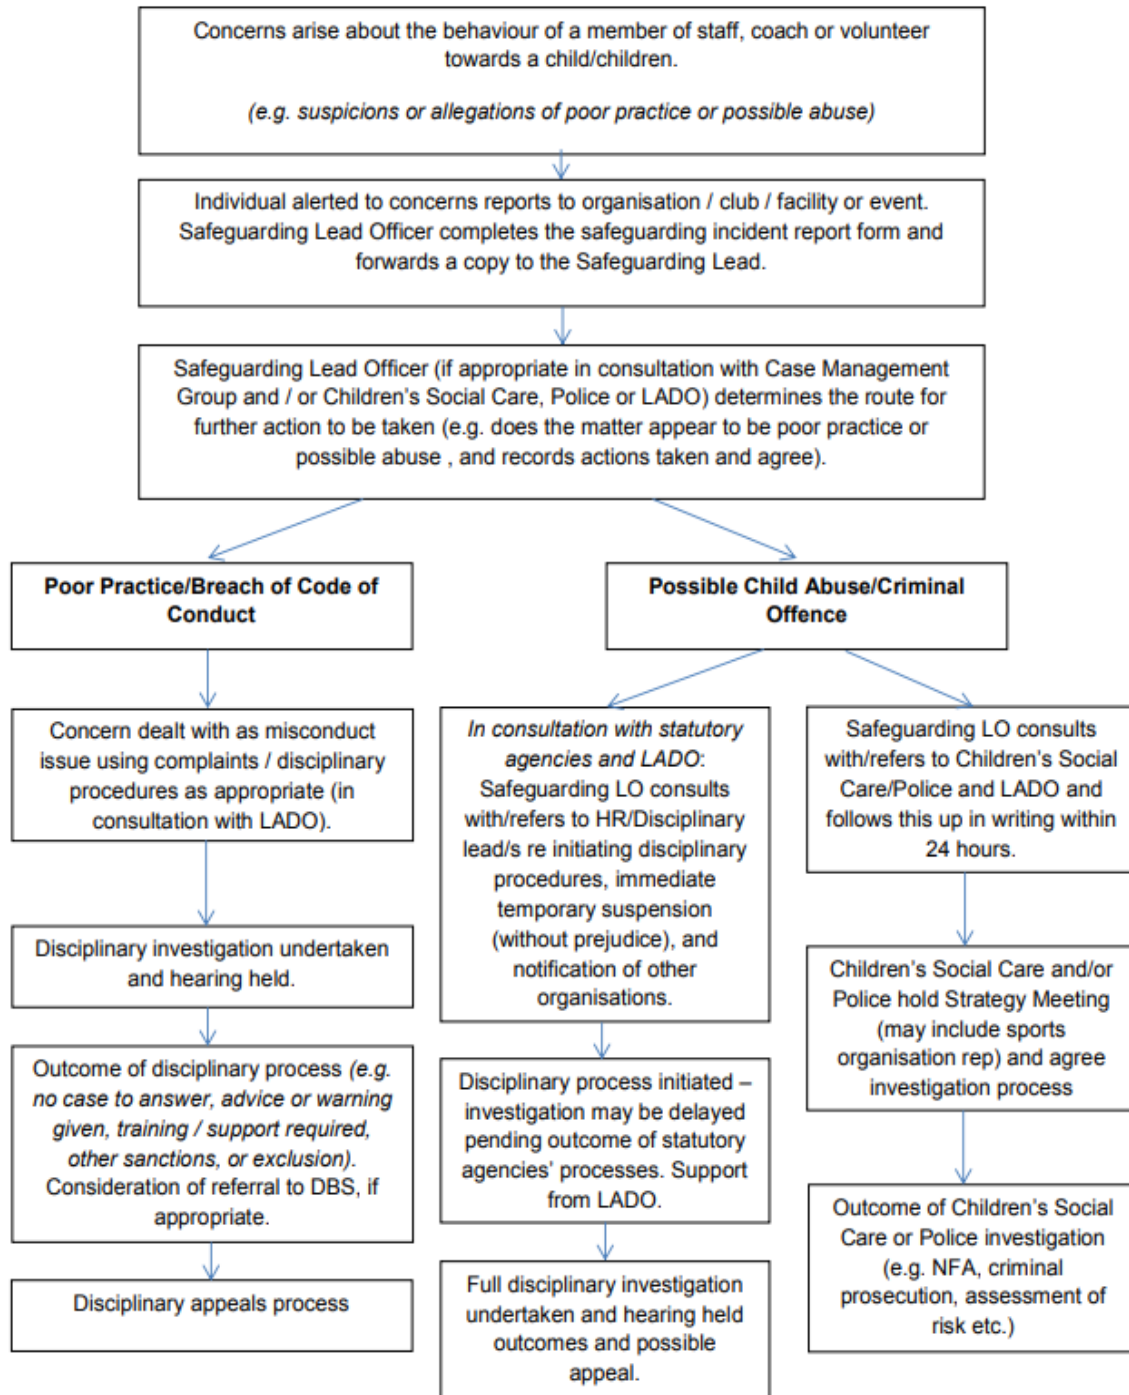 Concerns arise about the behaviour of a member of staff, coach or volunteer
towards a child/children.
(e.g. suspicions or allegations of poor practice or possible abuse)
Individual alerted to concerns reports to organisation / club / facility or event.
Safeguarding Lead Officer completes the safeguarding incident report form and
forwards a copy to the Safeguarding Lead.
Safeguarding Lead Officer (if appropriate in consultation with Case Management
Group and / or Children's Social Care, Police or LADO) determines the route for
further action to be taken (e.g. does the matter appear to be poor practice or
possible abuse , and records actions taken and agree).
Poor Practice/Breach of Code of
Conduct
Concern dealt with as misconduct
issue using complaints / disciplinary
procedures as appropriate (in
consultation with LADO).
Disciplinary investigation undertaken
and hearing held.
Outcome of disciplinary process (e.g.
no case to answer, advice or warning
given, training / support required,
other sanctions, or exclusion).
Consideration of referral to DBS, if
appropriate.
Disciplinary appeals process
Possible Child Abuse/Criminal
Offence
In consultation with statutory
agencies and LADO:
Safeguarding LO consults
with/refers to HR/Disciplinary
lead/s re initiating disciplinary
procedures, immediate
temporary suspension
(without prejudice), and
notification of other
organisations.
Disciplinary process initiated –
investigation may be delayed
pending outcome of statutory
agencies' processes. Support
from LADO.
Full disciplinary investigation
undertaken and hearing held
outcomes and possible
appeal.
Safeguarding LO consults
with/refers to Children's Social
Care/Police and LADO and
follows this up in writing within
24 hours.
Children's Social Care and/or
Police hold Strategy Meeting
(may include sports
organisation rep) and agree
investigation process
Outcome of Children's Social
Care or Police investigation
(e.g. NFA, criminal
prosecution, assessment of
risk etc.)